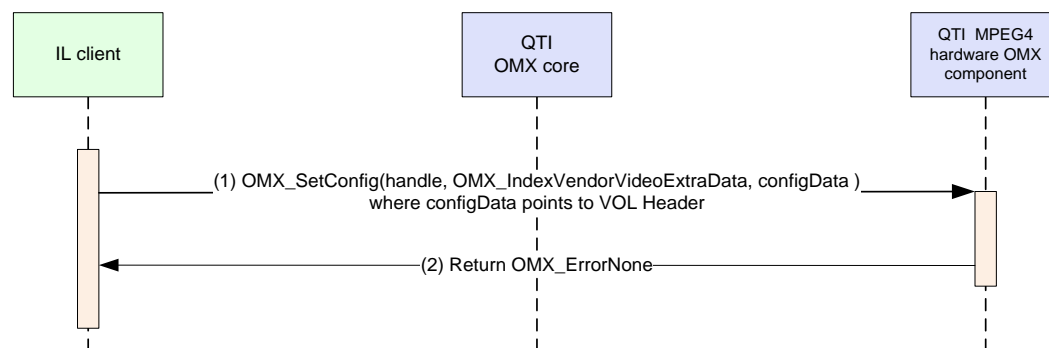 IL client
QTI
OMX core
QTI MPEG4
hardware OMX
component
(1) OMX_SetConfig(handle, OMX_IndexVendorVideoExtraData, configData )
where configData points to VOL Header
(2) Return OMX_ErrorNone